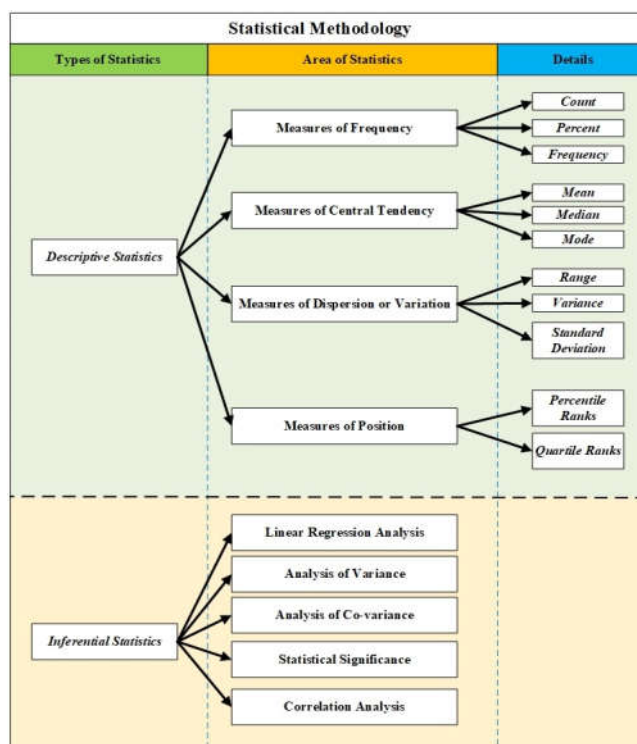 Statistical Methodology
Types of Statistics
Area of Statistics
Details
Descriptive Statistics
Measures of Frequency
Count
Percent
Frequency
Measures of Central Tendency
Mean
Median
Mode
Measures of Dispersion or Variation
Range
Variance
Standard
Deviation
Measures of Position
Percentile
Ranks
Quartile Ranks
Inferential Statistics
Linear Regression Analysis
Analysis of Variance
Analysis of Co-variance
Statistical Significance
Correlation Analysis